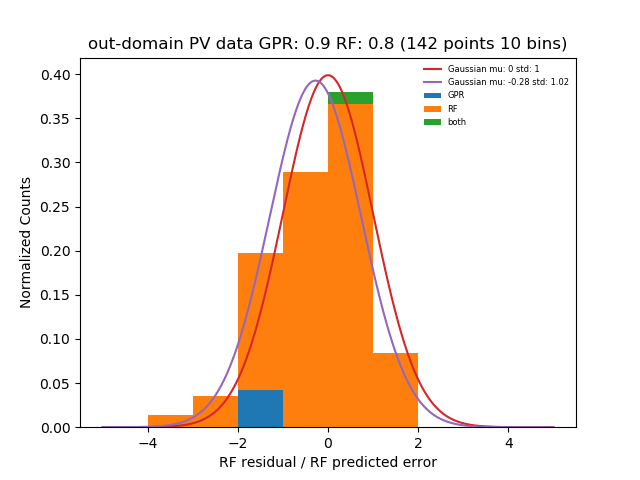 out-domain PV data GPR: 0.9 RF: 0.8 (142 points 10 bins)
Gaussian mu: 0 std: 1
Gaussian mu: -0.28 std: 1.02
GPR
RF
both
Normalized Counts
0.40
0.35
0.30
0.25
0.20
0.15
0.10
0.05
0.00
−4
−2
0
2
4
RF residual / RF predicted error